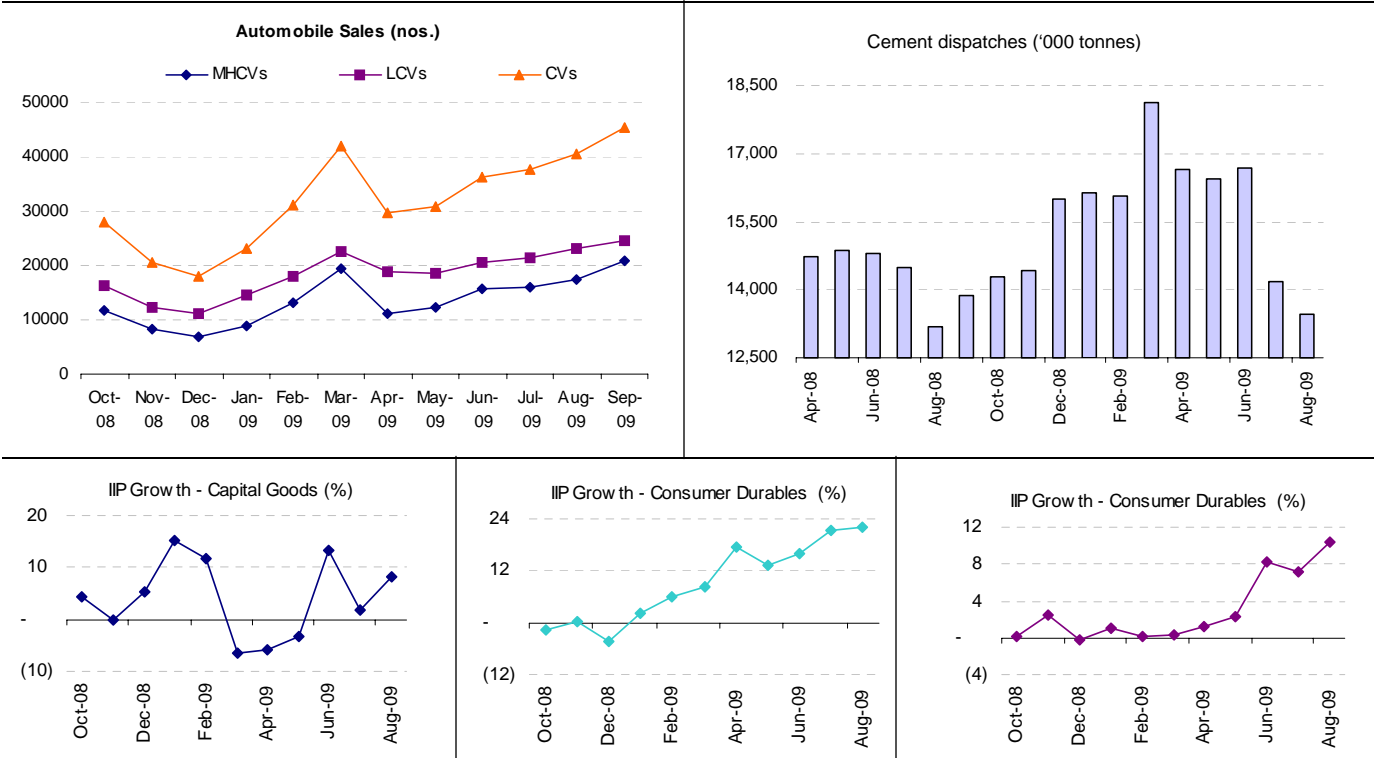 Automobile Sales (nos.)
MHCVs LCVs CVs
50000
40000
30000
20000
10000
0
Oct-08 Nov-08 Dec-08 Jan-09 Feb-09 Mar-09 Apr-09 May-09 Jun-09 Jul-09 Aug-09 Sep-09
Cement dispatches (‘000 tonnes)
18,500
17,000
15,500
14,000
12,500
Apr-08 Jun-08 Aug-08 Oct-08 Dec-08 Feb-09 Apr-09 Jun-09 Aug-09
IIP Growth - Capital Goods (%)
20
10
-
(10)
Oct-08 Dec-08 Feb-09 Apr-09 Jun-09 Aug-09
IIP Growth - Consumer Durables (%)
24
12
-
(12)
Oct-08 Dec-08 Feb-09 Apr-09 Jun-09 Aug-09
IIP Growth - Consumer Durables (%)
12
8
4
-
(4)
Oct-08 Dec-08 Feb-09 Apr-09 Jun-09 Aug-09